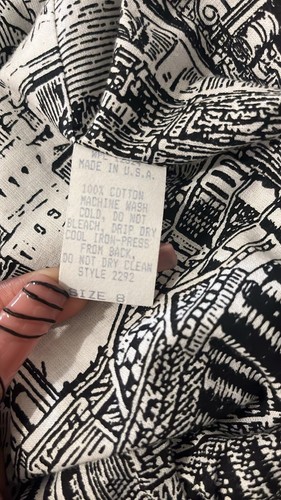 MADE IN U.S.A.
100% COTTON
MACHINE WASH
COLD, DO NOT
BLEACH, DRIP DRY
COOL IRON-PRESS
FROM BACK,
DO NOT DRY CLEAN
STYLE 2292
SIZE 8